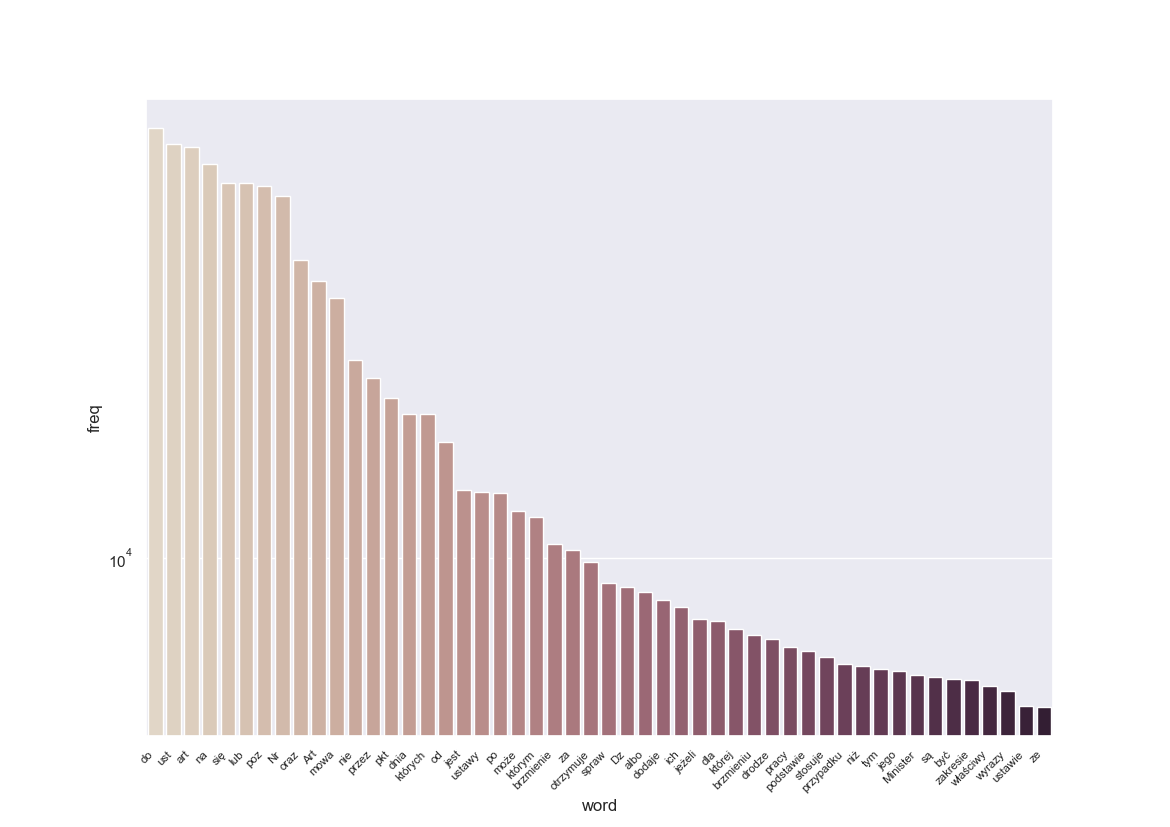 freq
10^4
do
ust
art
na
się
lub
poz
Nr
oraz
Art
mowa
nie
przez
pkt
dnia
których
od
jest
ustawy
po
może
którym
brzmienie
za
otrzymuje
spraw
Dz
albo
dodaje
ich
jeżeli
dla
której
brzmieniu
drodze
pracy
podstawie
stosuje
przypadku
niż
tym
jego
Minister
są
być
zakresie
właściwy
wyrazy
ustawie
ze
word